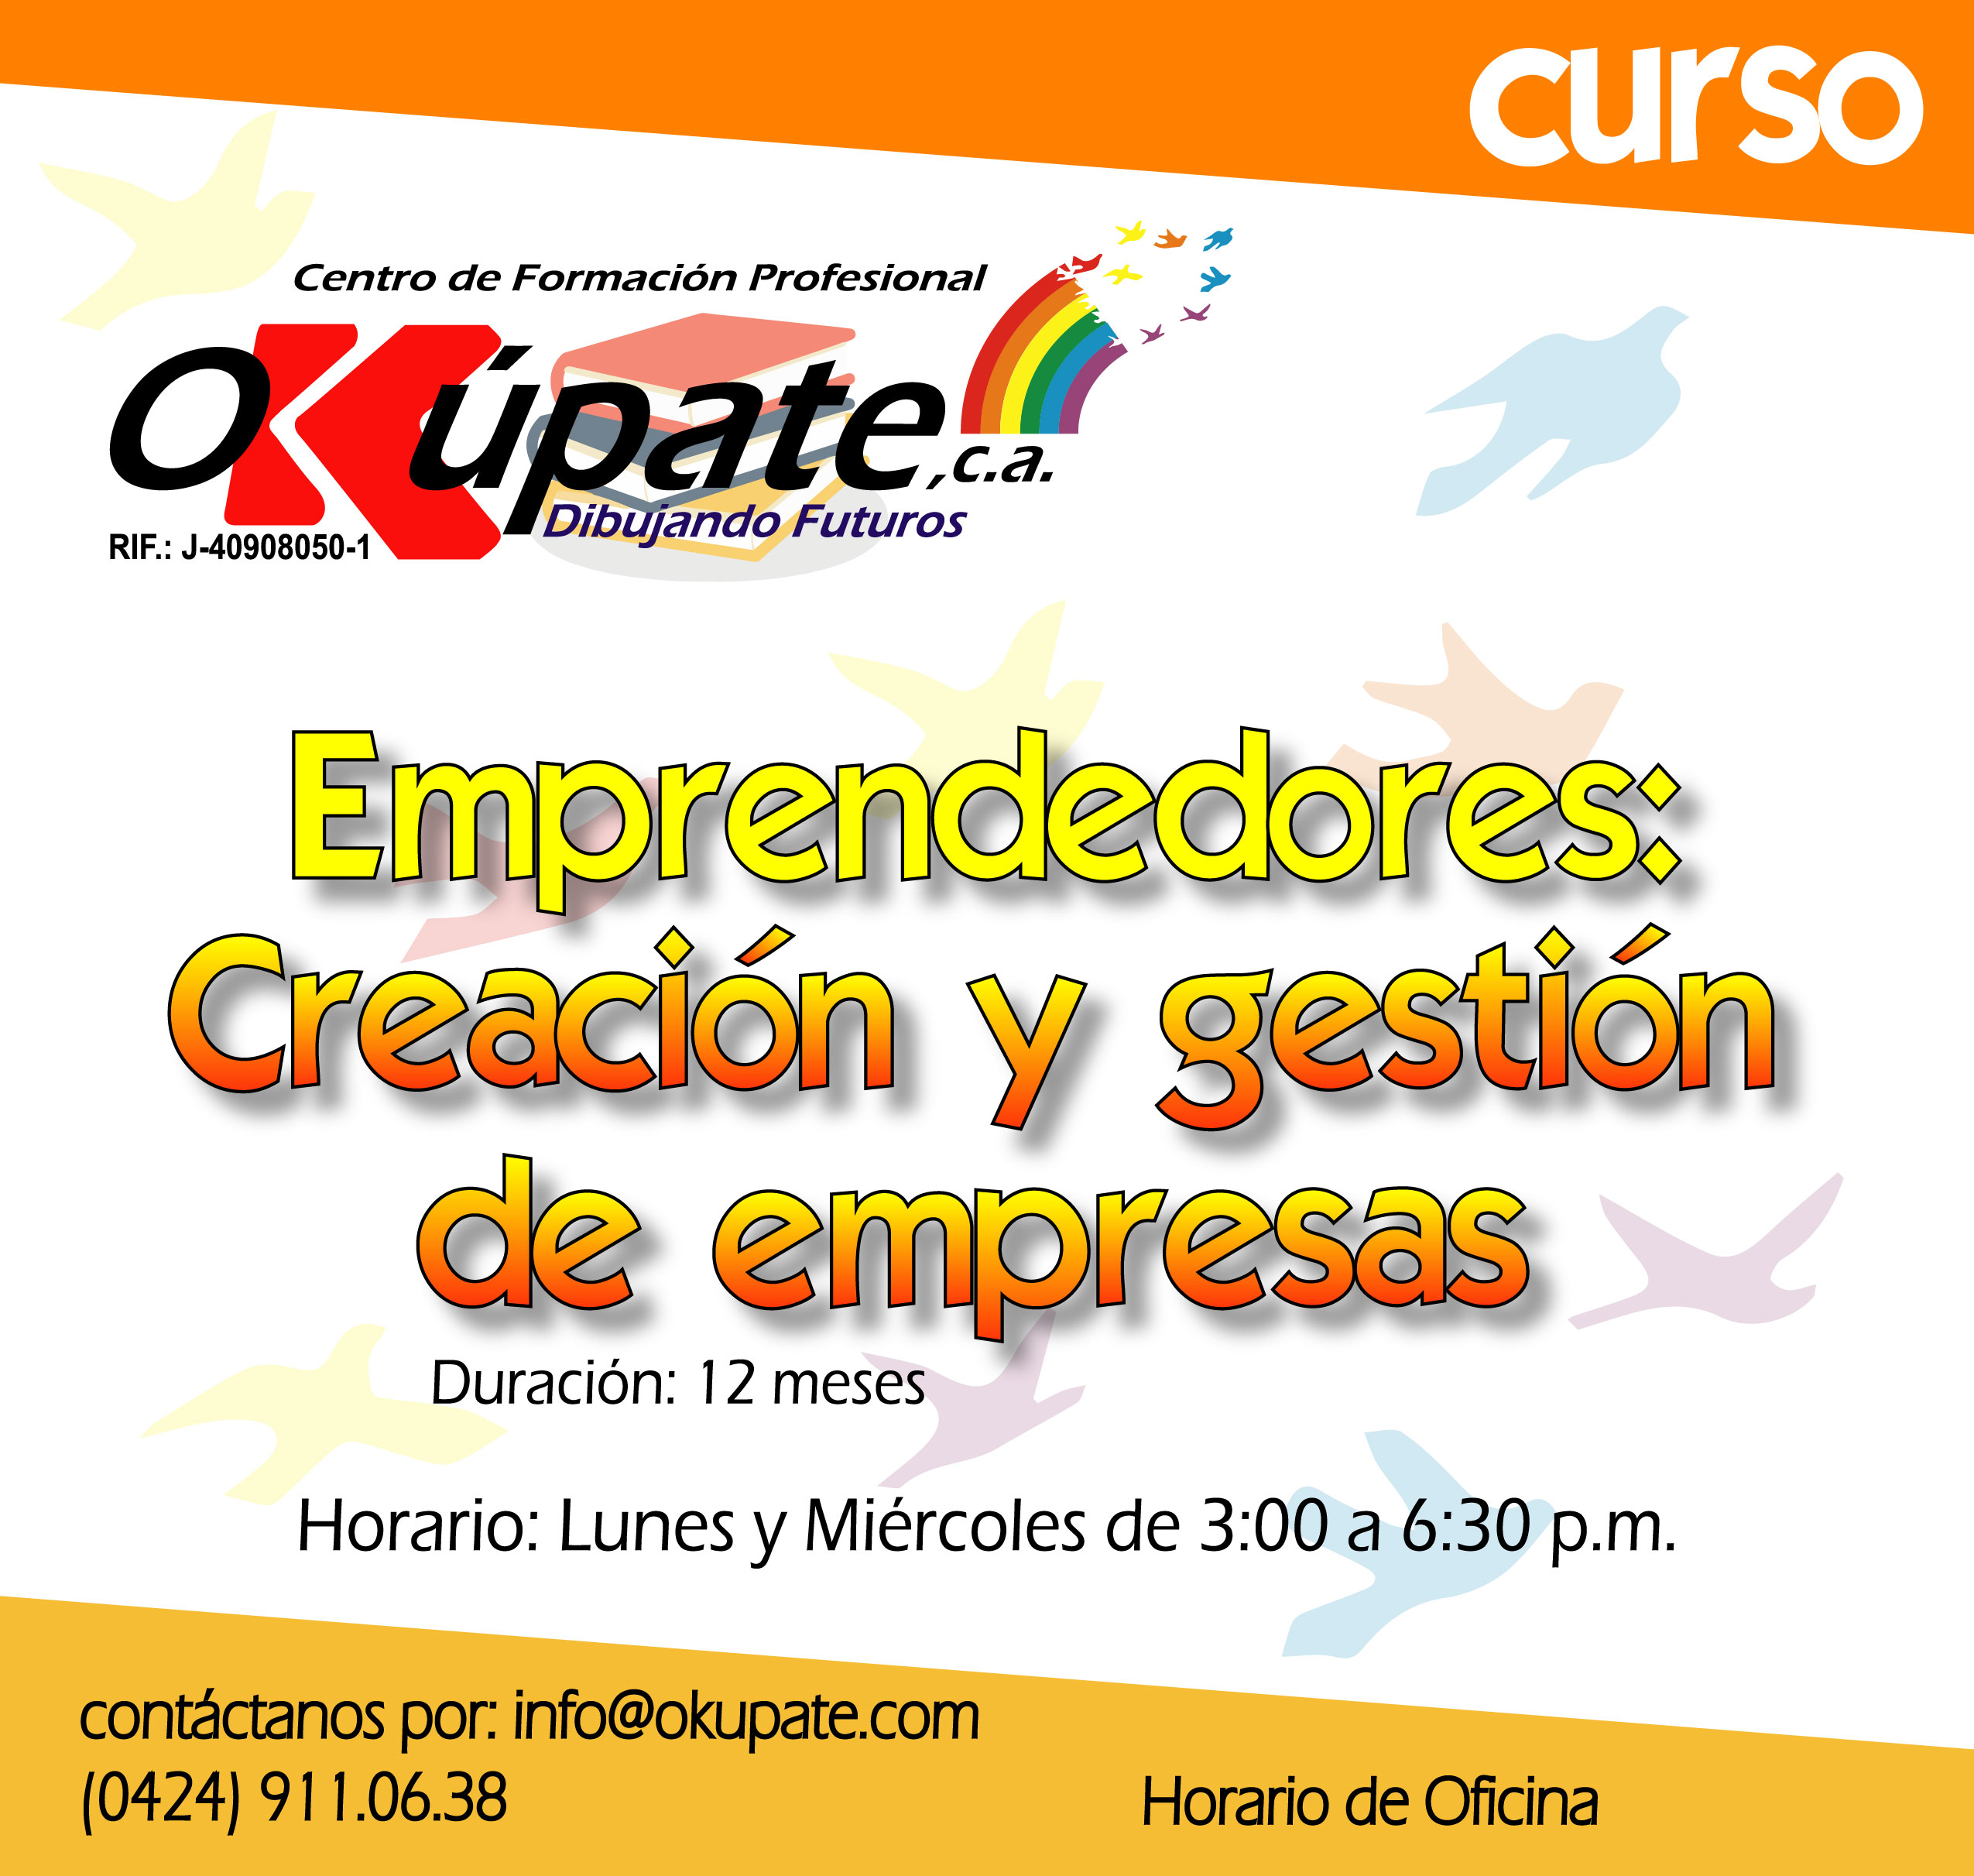 curso
Centro de Formación Profesional
oKúpate,c.a.
Dibujando Futuros
RIF.: J-40908050-1
Emprendedores:
Creación y gestión
de empresas
Duración: 12 meses
Horario: Lunes y Miércoles de 3:00 a 6:30 p.m.
contáctanos por: info@okupate.com
(0424) 911.06.38
Horario de Oficina